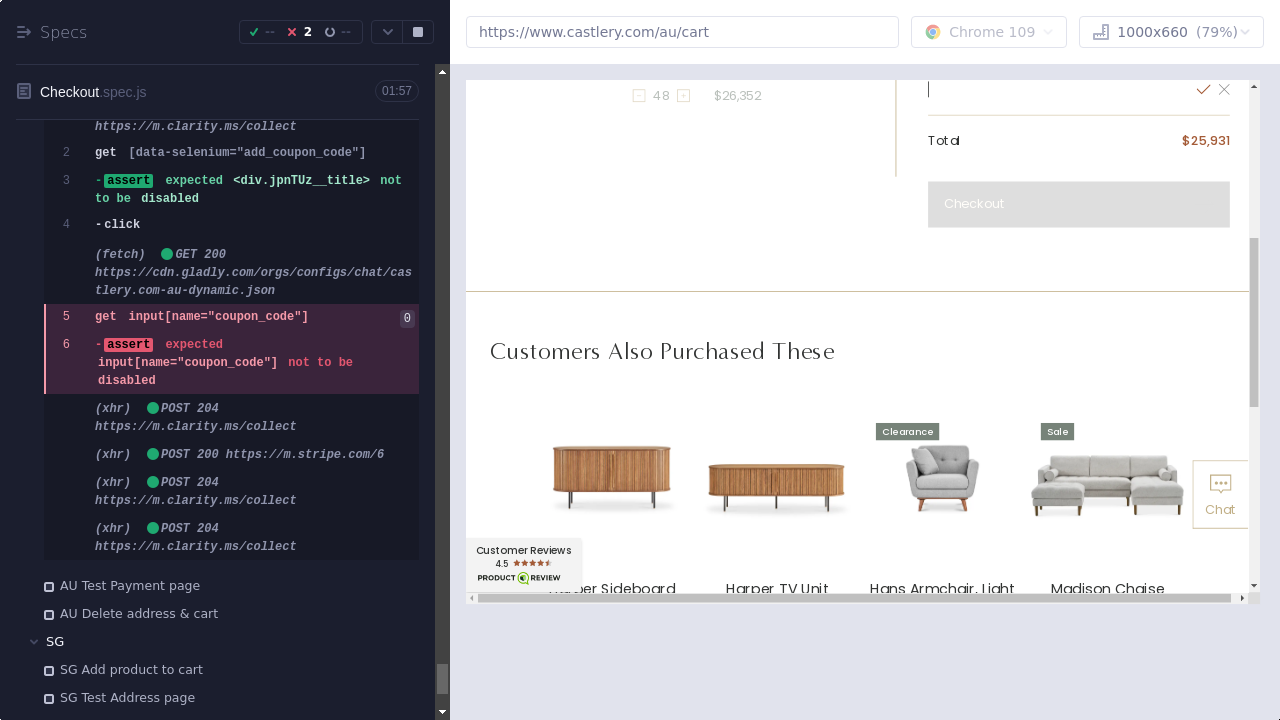 Specs
--
2
--
Checkout.spec.js
01:57
https://m.clarity.ms/collect
2 get [data-selenium="add_coupon_code"]
3 -assert expected <div.jpnTUz__title> not
to be disabled
4 -click
(fetch) GET 200
https://cdn.gladly.com/orgs/configs/chat/cas
tlery.com-au-dynamic.json
5 get input[name="coupon_code"] 0
6 -assert expected
input[name="coupon_code"] not to be
disabled
(xhr) POST 204
https://m.clarity.ms/collect
(xhr) POST 200 https://m.stripe.com/6
(xhr) POST 204
https://m.clarity.ms/collect
(xhr) POST 204
https://m.clarity.ms/collect
AU Test Payment page
AU Delete address & cart
SG
SG Add product to cart
SG Test Address page
https://www.castlery.com/au/cart
Chrome 109
1000x660 (79%)
48 $26,352
Total $25,931
Checkout
Customers Also Purchased These
Clearance
Sale
Chat
Customer Reviews
4.5
PRODUCT REVIEW
Harper Sideboard
Harper TV Unit
Hans Armchair, Light
Madison Chaise